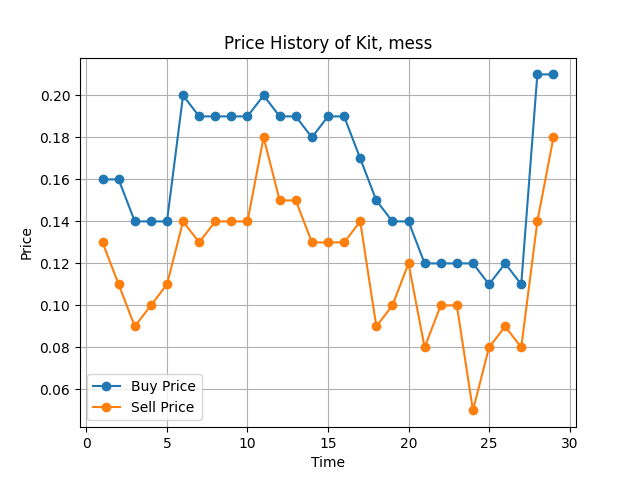 Price History of Kit, mess
Price
0.20
0.18
0.16
0.14
0.12
0.10
0.08
0.06
Buy Price
Sell Price
0 5 10 15 20 25 30
Time